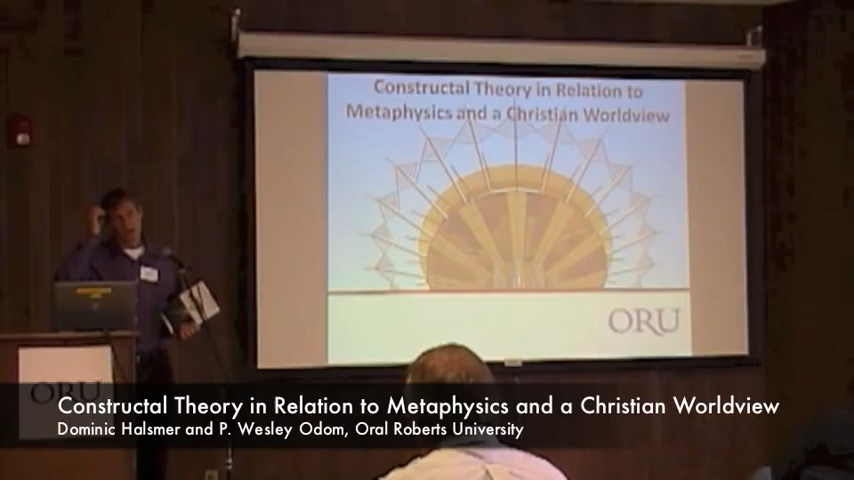 Constructal Theory in Relation to
Metaphysics and a Christian Worldview
ORU
ORU
Constructal Theory in Relation to Metaphysics and a Christian Worldview
Dominic Halsmer and P. Wesley Odom, Oral Roberts University